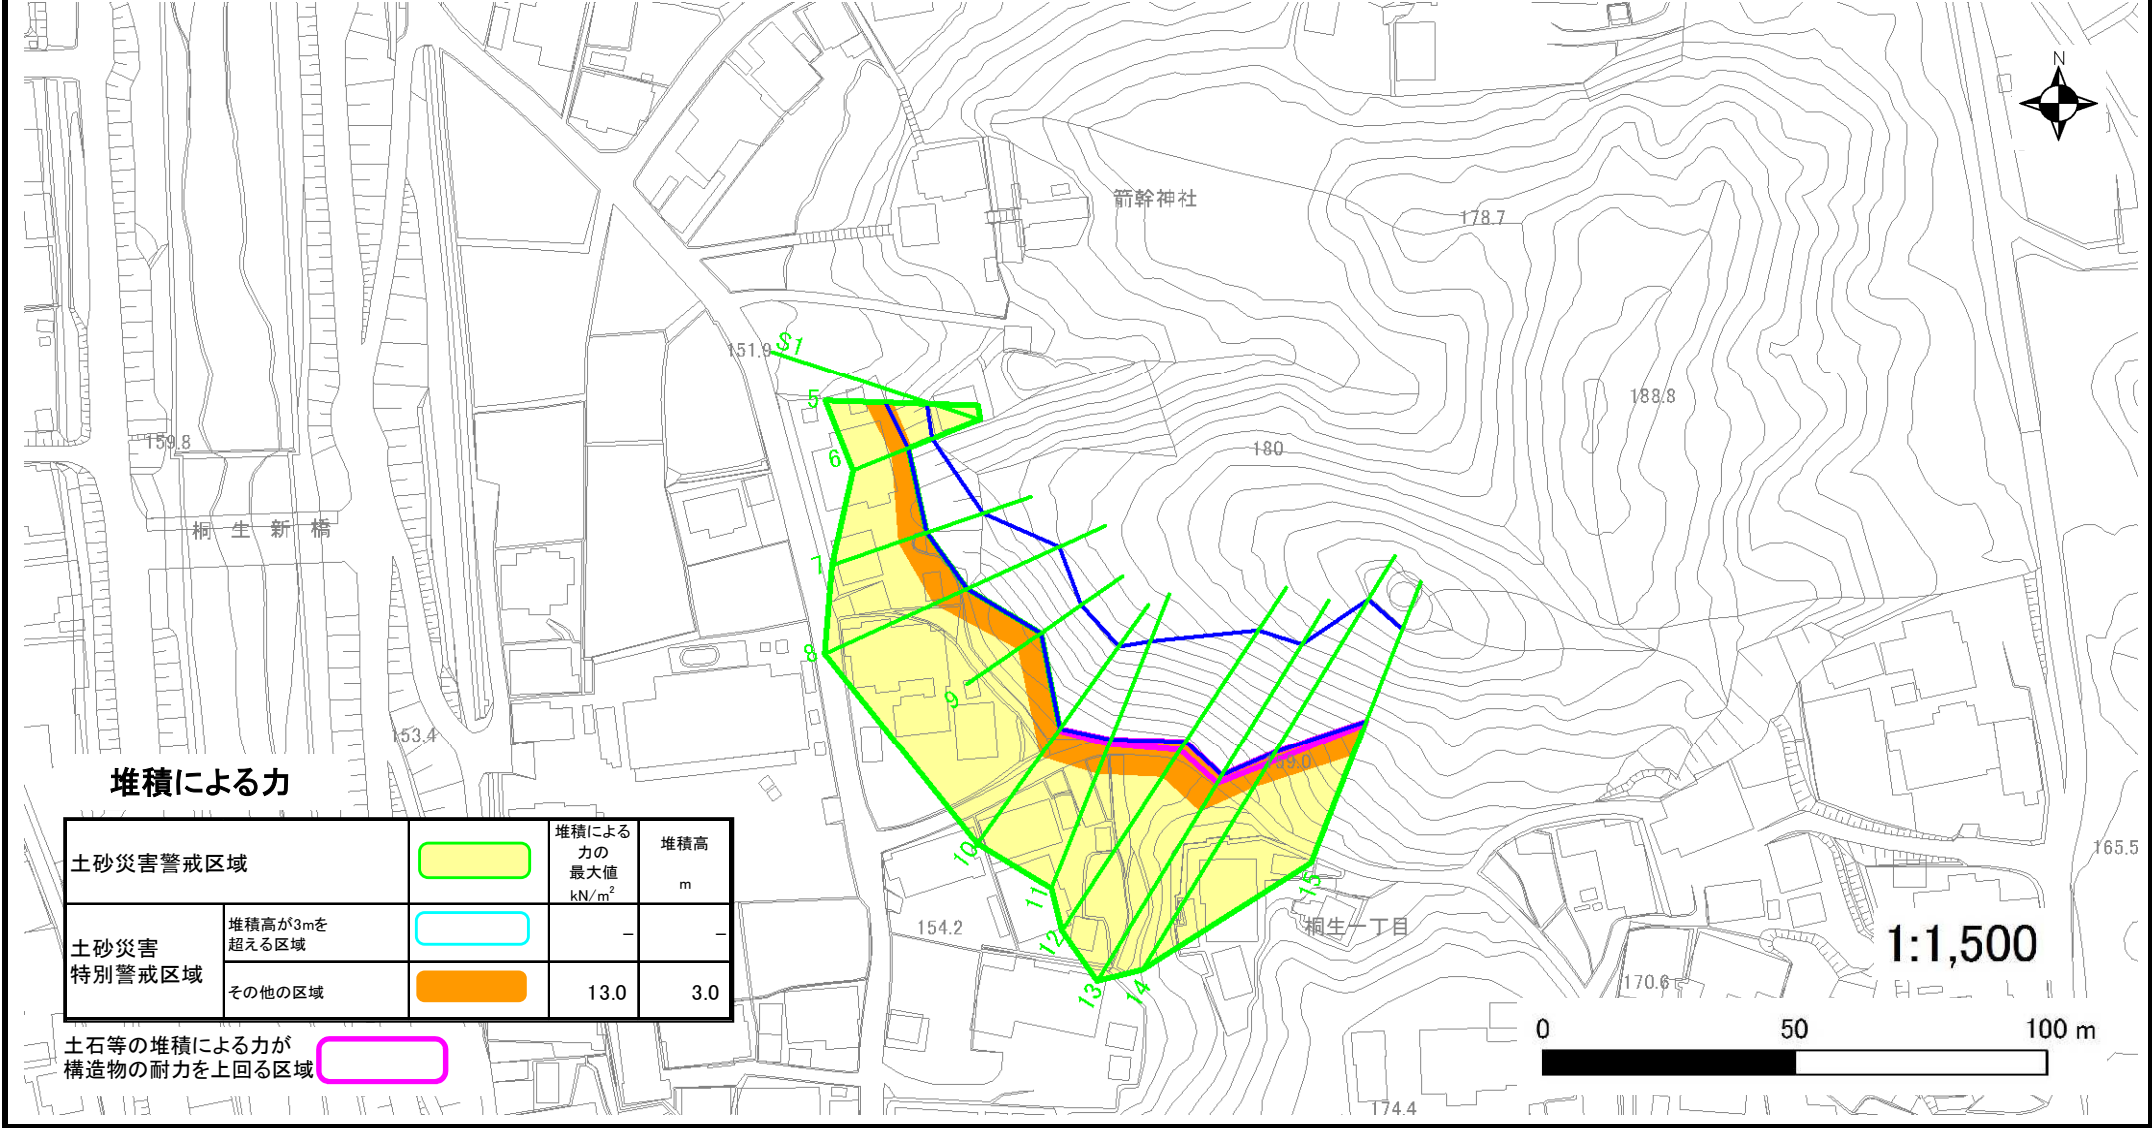 N
箭幹神社
178.7
151.9
S1
5
188.8
159.8
6
180
桐生新橋
7
8
9
153.4
59.0
堆積による力
土砂災害警戒区域
堆積による
力の
最大値
kN/m²
堆積高
m
土砂災害
特別警戒区域
堆積高が3mを
超える区域
-
-
その他の区域
13.0
3.0
土石等の堆積による力が
構造物の耐力を上回る区域
10
11
12
13
14
15
154.2
桐生一丁目
165.5
170.6
174.4
1:1,500
0
50
100 m